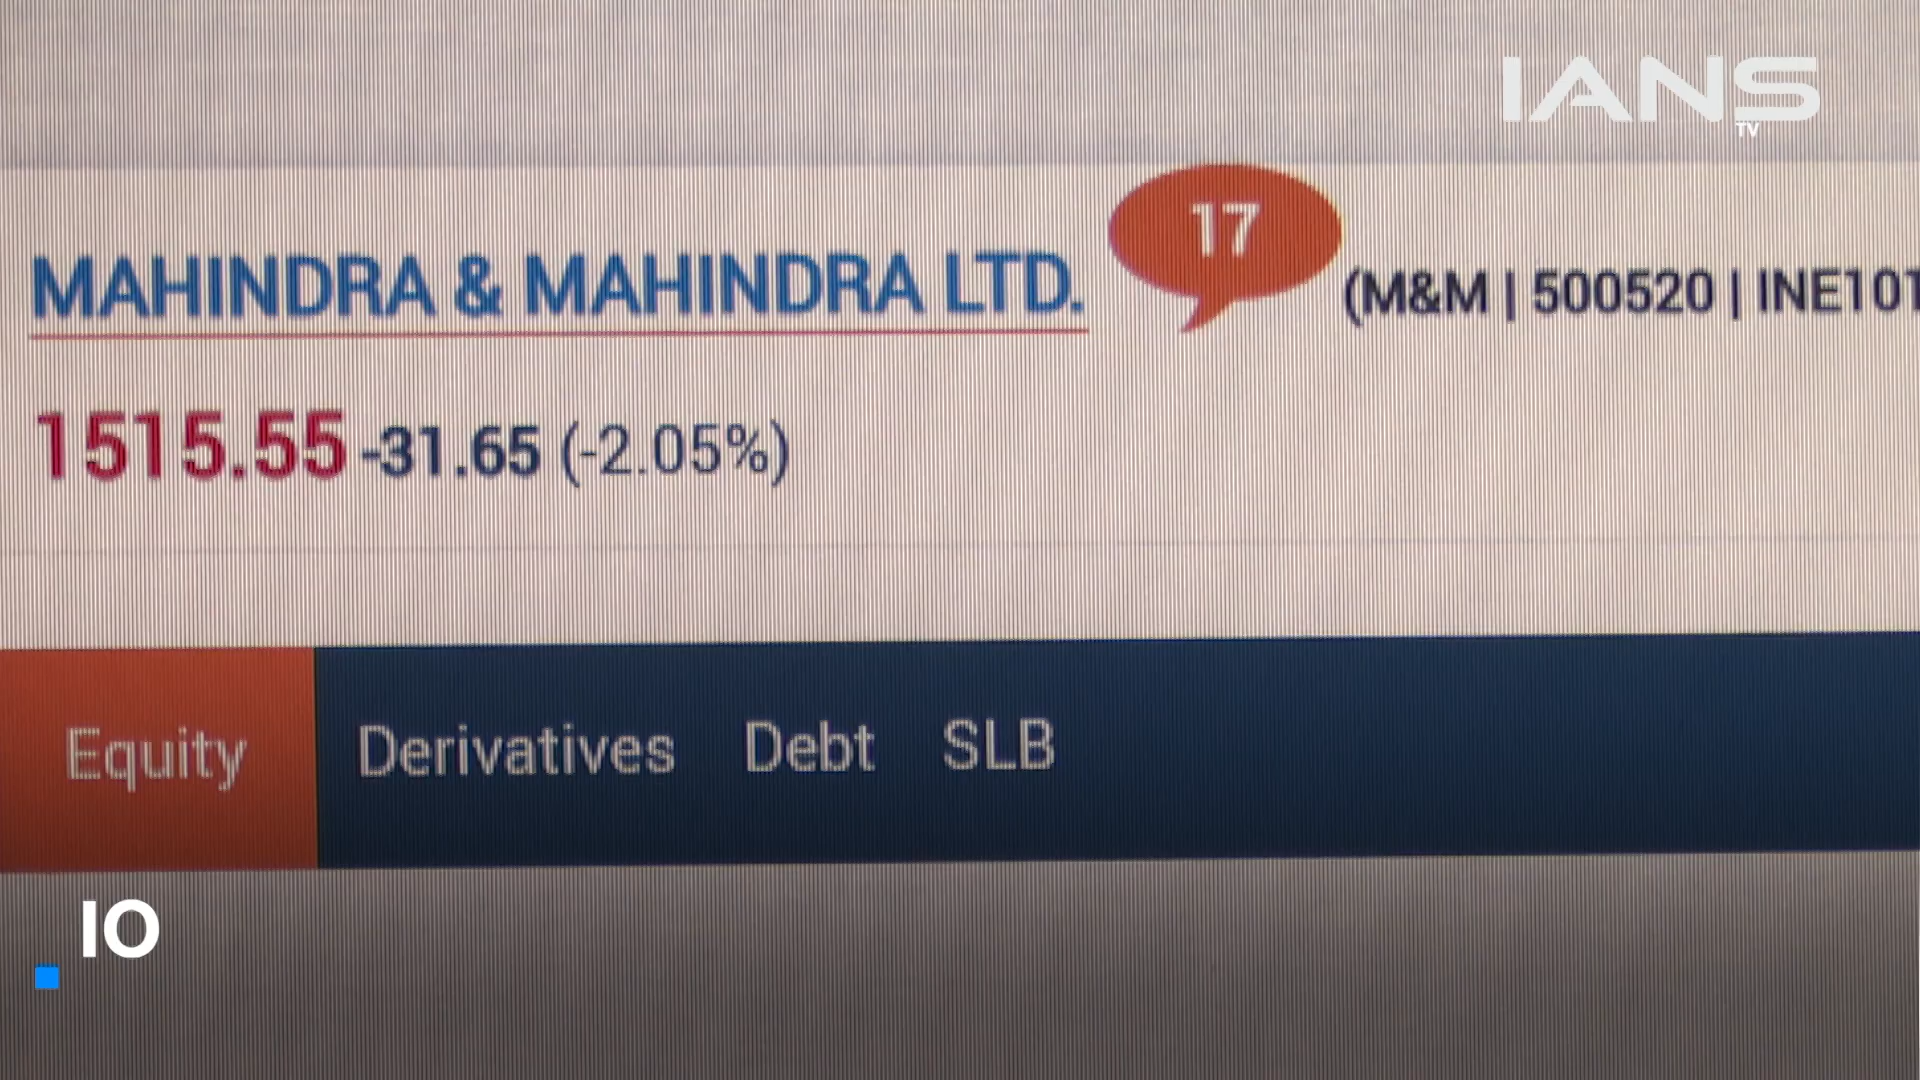 IANS
TV
17
MAHINDRA & MAHINDRA LTD.
(M&M | 500520 | INE101
1515.55 -31.65 (-2.05%)
Equity Derivatives Debt SLB
IO